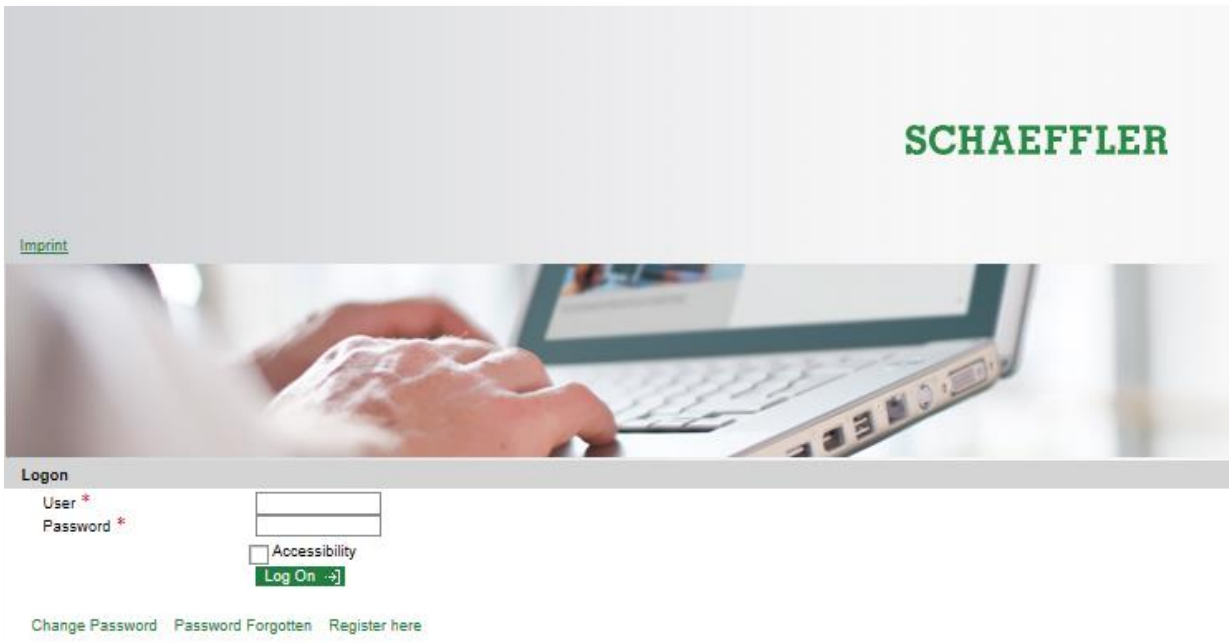 SCHAEFFLER
Imprint
Logon
User *
Password *
Accessibility
Log On
Change Password Password Forgotten Register here